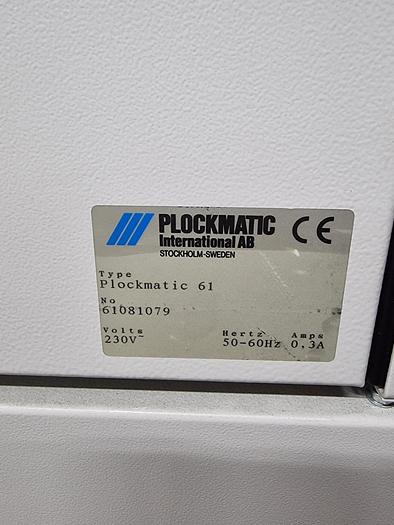 PLOCKMATIC
International AB
STOCKHOLM-SWEDEN
CE
Type
Plockmatic 61
No
61081079
Volts Hertz Amps
230V~ 50-60Hz 0,3A